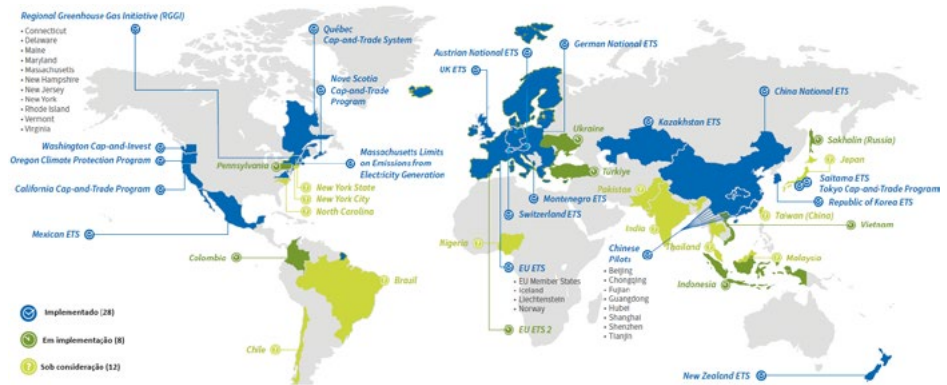 Regional Greenhouse Gas Initiative (RGGI)
• Connecticut
• Delaware
• Maine
• Maryland
• Massachusetts
• New Hampshire
• New Jersey
• New York
• Rhode Island
• Vermont
• Virginia
Québec
Cap-and-Trade System
Nova Scotia
Cap-and-Trade
Program
Washington Cap-and-Invest
Oregon Climate Protection Program
California Cap-and-Trade Program
Mexican ETS
Pennsylvania
Massachusetts Limits
on Emissions from
Electricity Generation
New York State
New York City
North Carolina
Colombia
Brazil
Chile
Austrian National ETS
German National ETS
UK ETS
Ukraine
Türkiye
Montenegro ETS
Switzerland ETS
Nigeria
EU ETS
• EU Member States
• Iceland
• Liechtenstein
• Norway
EU ETS 2
Kazakhstan ETS
China National ETS
Sakhalin (Russia)
Japan
Saitama ETS
Tokyo Cap-and-Trade Program
Republic of Korea ETS
Pakistan
India
Taiwan (China)
Vietnam
Thailand
Malaysia
Indonesia
Chinese
Pilots
• Beijing
• Chongqing
• Fujian
• Guangdong
• Hubei
• Shanghai
• Shenzhen
• Tianjin
New Zealand ETS
Implementado (28)
Em implementação (8)
Sob consideração (12)